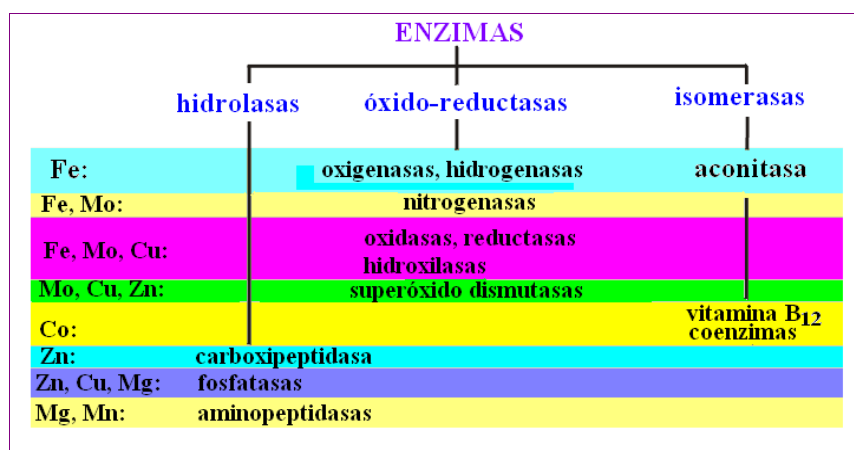 ENZIMAS
hidrolasas óxido-reductasas isomerasas
Fe: oxigenasas, hidrogenasas aconitasa
Fe, Mo: nitrogenasas
Fe, Mo, Cu: oxidasas, reductasas
hidroxilasas
Mo, Cu, Zn: superóxido dismutasas
Co: vitamina B12
coenzimas
Zn: carboxipeptidasa
Zn, Cu, Mg: fosfatasas
Mg, Mn: aminopeptidasas